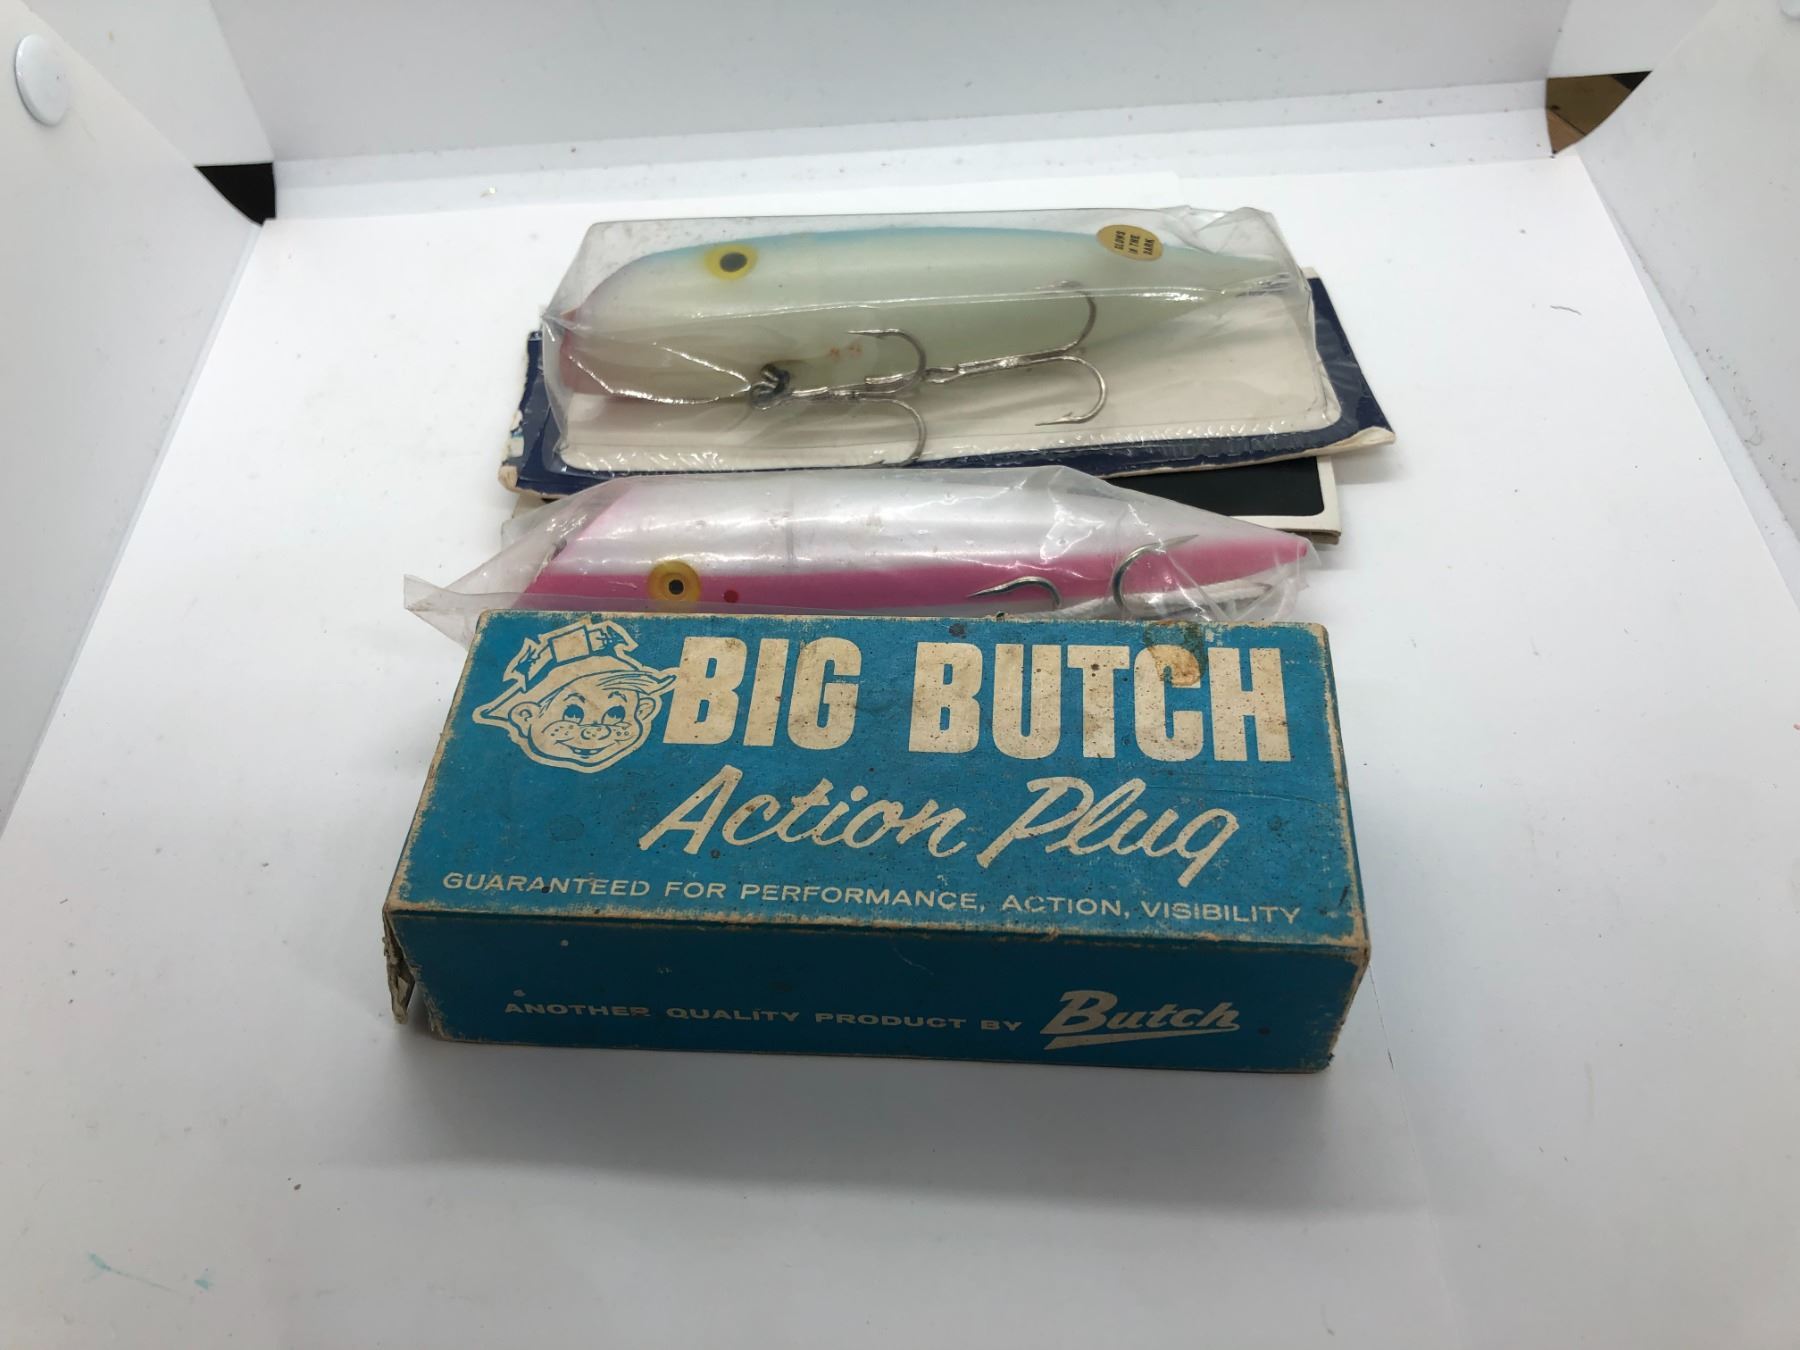 GLOWS
IN THE
DARK
BIG BUTCH
Action Plug
GUARANTEED FOR PERFORMANCE, ACTION, VISIBILITY
ANOTHER QUALITY PRODUCT BY Butch